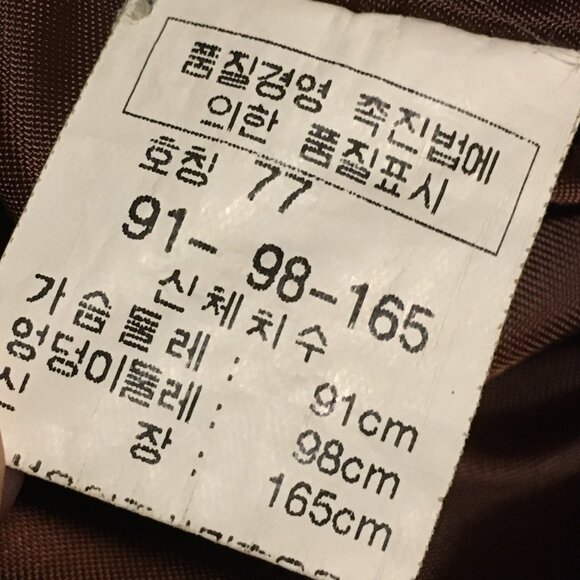 품질경영 촉진법에
의한 품질표시
호칭 77
91- 98-165
신체치수
가슴둘레 : 91cm
엉덩이둘레 : 98cm
신 장 : 165cm